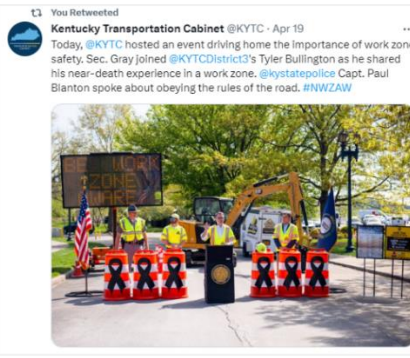 You Retweeted
Kentucky Transportation Cabinet @KYTC · Apr 19
Today, @KYTC hosted an event driving home the importance of work zone
safety. Sec. Gray joined @KYTCDistrict3's Tyler Bullington as he shared
his near-death experience in a work zone. @kystatepolice Capt. Paul
Blanton spoke about obeying the rules of the road. #NWZAW
BE WORK
ZONE
AWARE